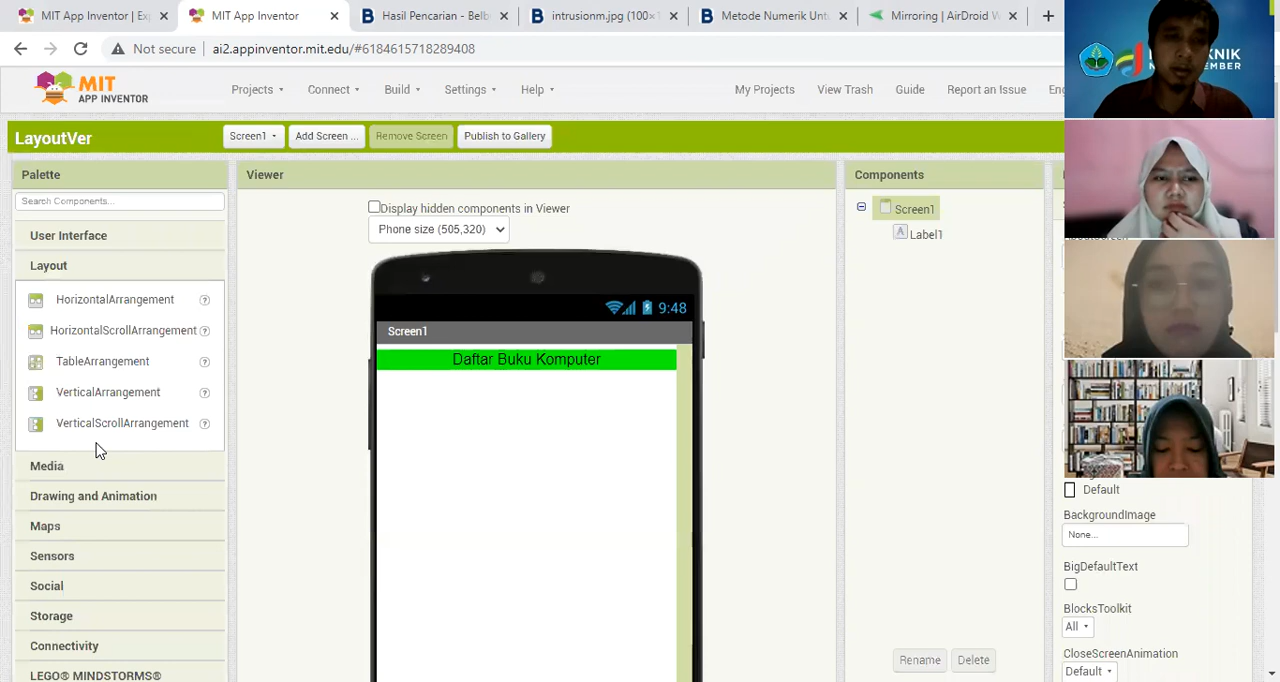 MIT App Inventor | Ex
MIT App Inventor
Hasil Pencarian - Belb
intrusionm.jpg (100×1
Metode Numerik Unt
Mirroring | AirDroid W
Not secure
ai2.appinventor.mit.edu/#6184615718289408
MIT
APP INVENTOR
Projects
Connect
Build
Settings
Help
My Projects
View Trash
Guide
Report an Issue
LayoutVer
Screen1
Add Screen ...
Remove Screen
Publish to Gallery
Palette
Search Components...
User Interface
Layout
HorizontalArrangement
HorizontalScrollArrangement
TableArrangement
VerticalArrangement
VerticalScrollArrangement
Media
Drawing and Animation
Maps
Sensors
Social
Storage
Connectivity
LEGO® MINDSTORMS®
Viewer
Display hidden components in Viewer
Phone size (505,320)
9:48
Screen1
Daftar Buku Komputer
Components
Screen1
A Label1
Rename
Delete
Default
BackgroundImage
None...
BigDefaultText
BlocksToolkit
All
CloseScreenAnimation
Default